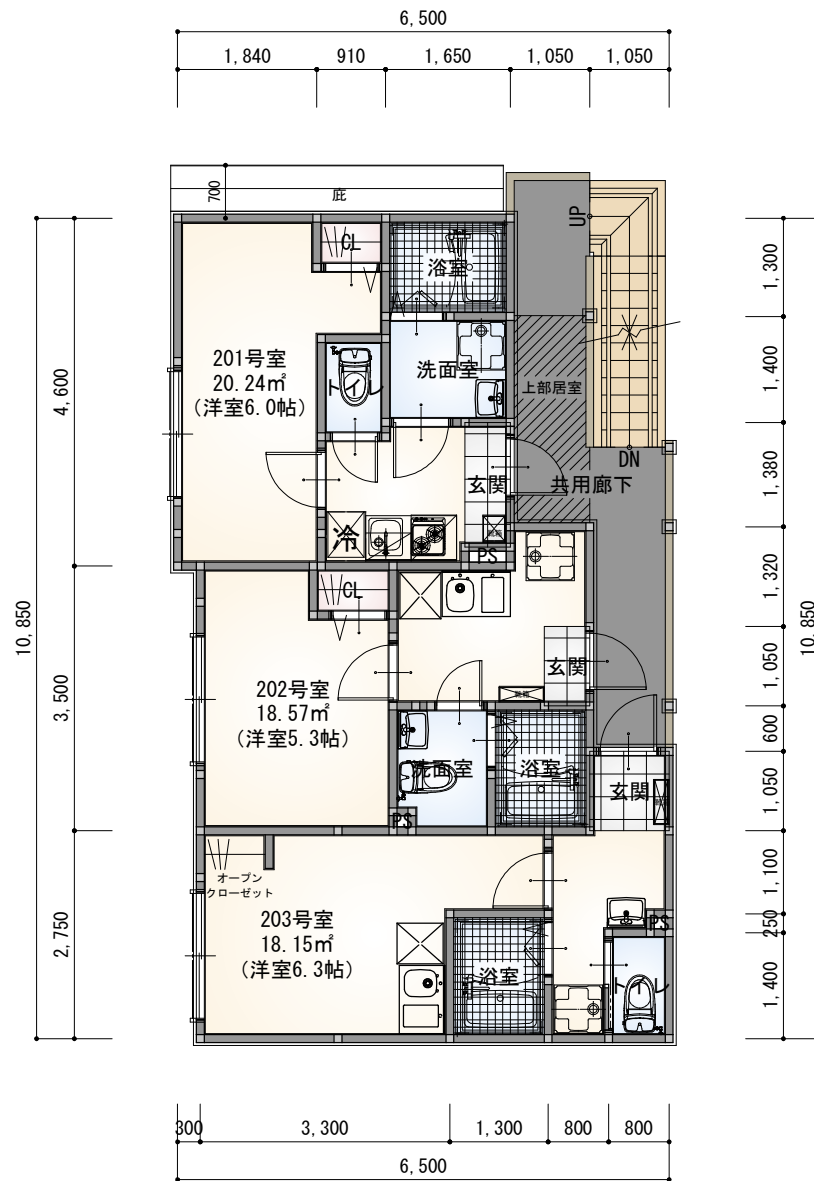 6,500
1,840
910
1,650
1,050
1,050
700
庇
CL
浴室
UP
1,300
201号室
20.24㎡
(洋室6.0帖)
トイレ
洗面室
上部居室
1,400
4,600
DN
玄関
共用廊下
1,380
冷
PS
CL
1,320
10,850
10,850
玄関
1,050
202号室
18.57㎡
(洋室5.3帖)
3,500
洗面室
浴室
600
PS
玄関
1,050
オープン
クローゼット
1,100
203号室
18.15㎡
(洋室6.3帖)
2,750
PS
250
浴室
トイレ
1,400
300
3,300
1,300
800
800
6,500